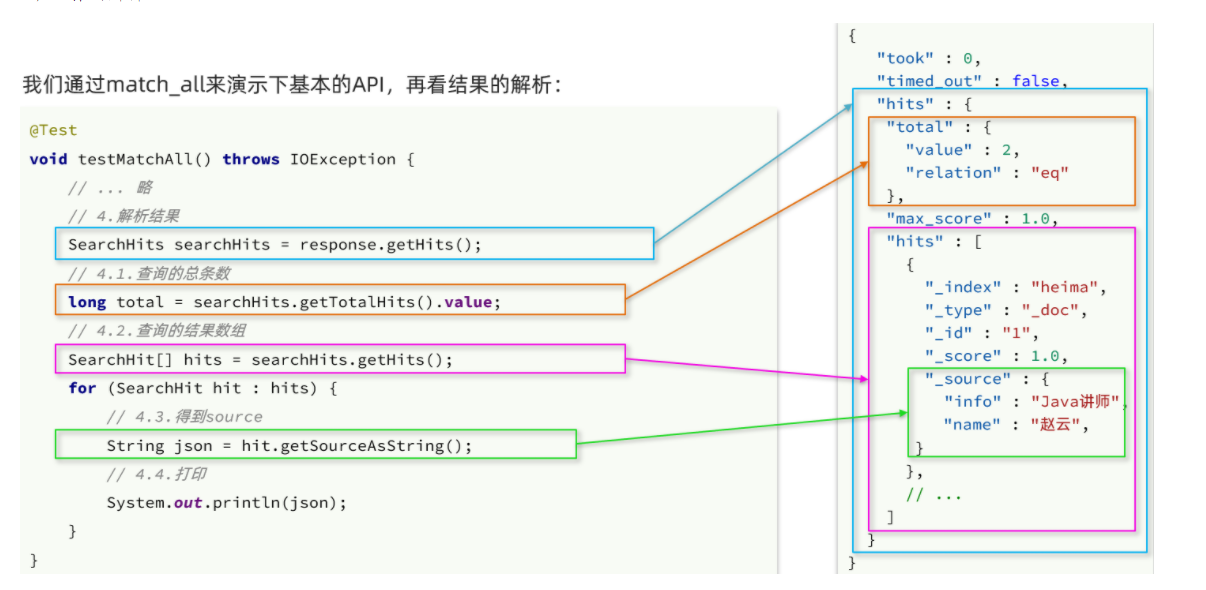 我们通过match_all来演示下基本的API，再看结果的解析：
@Test
void testMatchAll() throws IOException {
// ... 略
// 4.解析结果
SearchHits searchHits = response.getHits();
// 4.1.查询的总条数
long total = searchHits.getTotalHits().value;
// 4.2.查询的结果数组
SearchHit[] hits = searchHits.getHits();
for (SearchHit hit : hits) {
// 4.3.得到source
String json = hit.getSourceAsString();
// 4.4.打印
System.out.println(json);
}
}
{
"took" : 0,
"timed_out" : false,
"hits" : {
"total" : {
"value" : 2,
"relation" : "eq"
},
"max_score" : 1.0,
"hits" : [
{
"_index" : "heima",
"_type" : "_doc",
"_id" : "1",
"_score" : 1.0,
"_source" : {
"info" : "Java讲师",
"name" : "赵云",
}
},
// ...
]
}
}